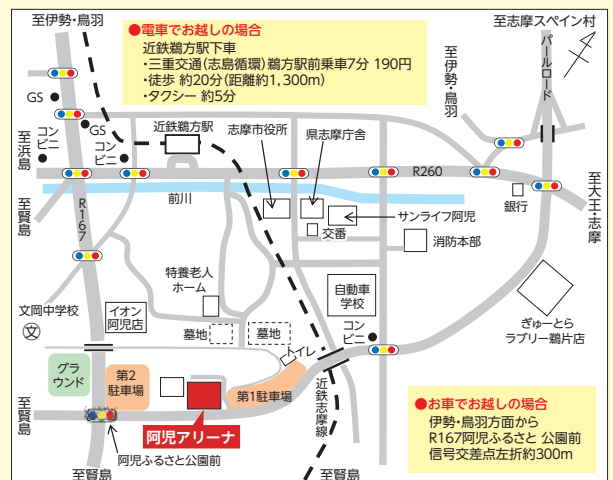 至伊勢・鳥羽
●電車でお越しの場合
近鉄鵜方駅下車
・三重交通(志島循環)鵜方駅前乗車7分 190円
・徒歩 約20分(距離約1,300m)
・タクシー 約5分
至志摩スペイン村
パールロード
至伊勢・鳥羽
GS
GS
コンビニ
コンビニ
近鉄鵜方駅
志摩市役所
県志摩庁舎
至浜島
R260
至賢島
前川
R167
交番
サンライフ阿児
消防本部
銀行
至大王・志摩
特養老人
ホーム
自動車
学校
文岡中学校
文
イオン
阿児店
墓地
墓地
コンビニ
ぎゅーとら
ラブリー鵜片店
トイレ
グラ
ウンド
第2
駐車場
第1駐車場
近鉄志摩線
至賢島
阿児アリーナ
阿児ふるさと公園前
至賢島
至賢島
●お車でお越しの場合
伊勢・鳥羽方面から
R167阿児ふるさと 公園前
信号交差点左折約300m